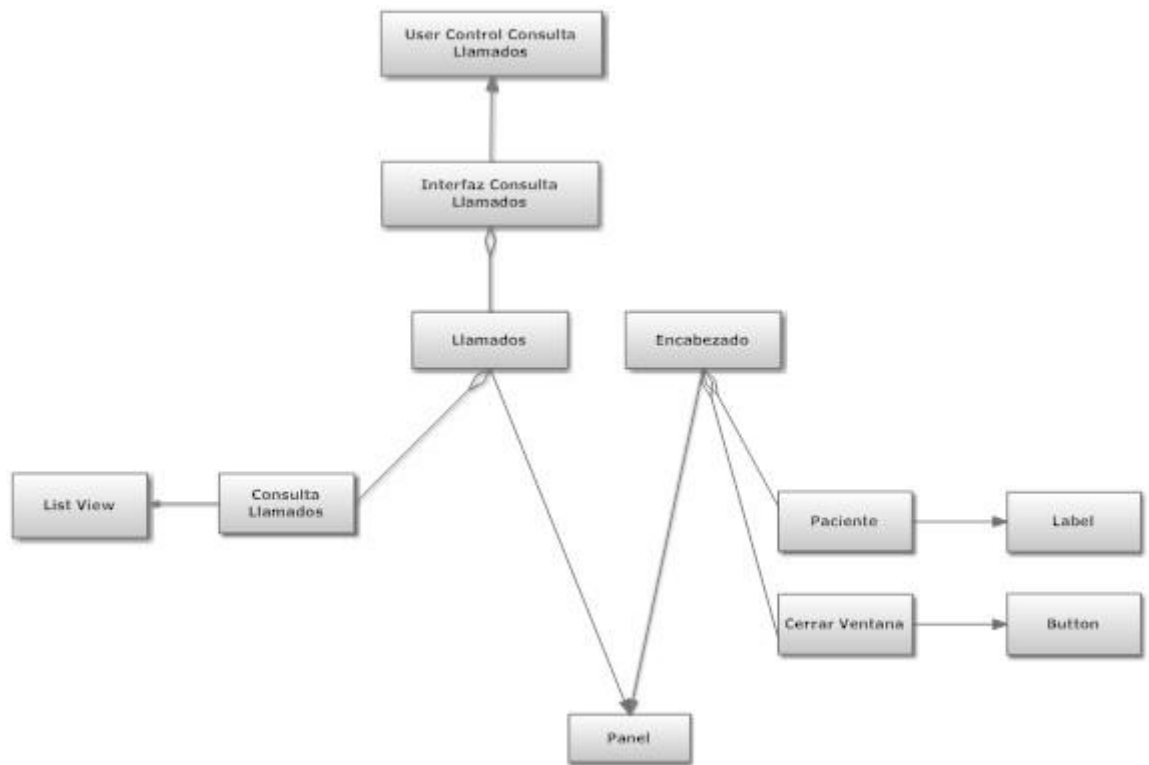 User Control Consulta
Llamados
Interfaz Consulta
Llamados
Llamados
Encabezado
List View
Consulta
Llamados
Paciente
Label
Cerrar Ventana
Button
Panel